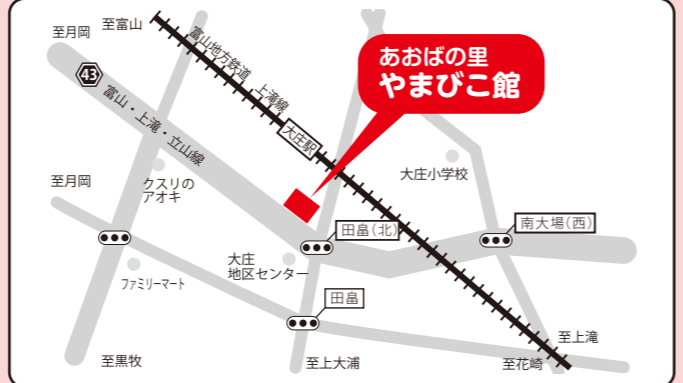 至月岡
至富山
43
富山地方鉄道 上滝線
富山・上滝・立山線
あおばの里
やまびこ館
大庄駅
至月岡
クスリの
アオキ
大庄小学校
田畠(北)
南大場(西)
大庄
地区センター
ファミリーマート
田畠
至黒牧
至上大浦
至花崎
至上滝